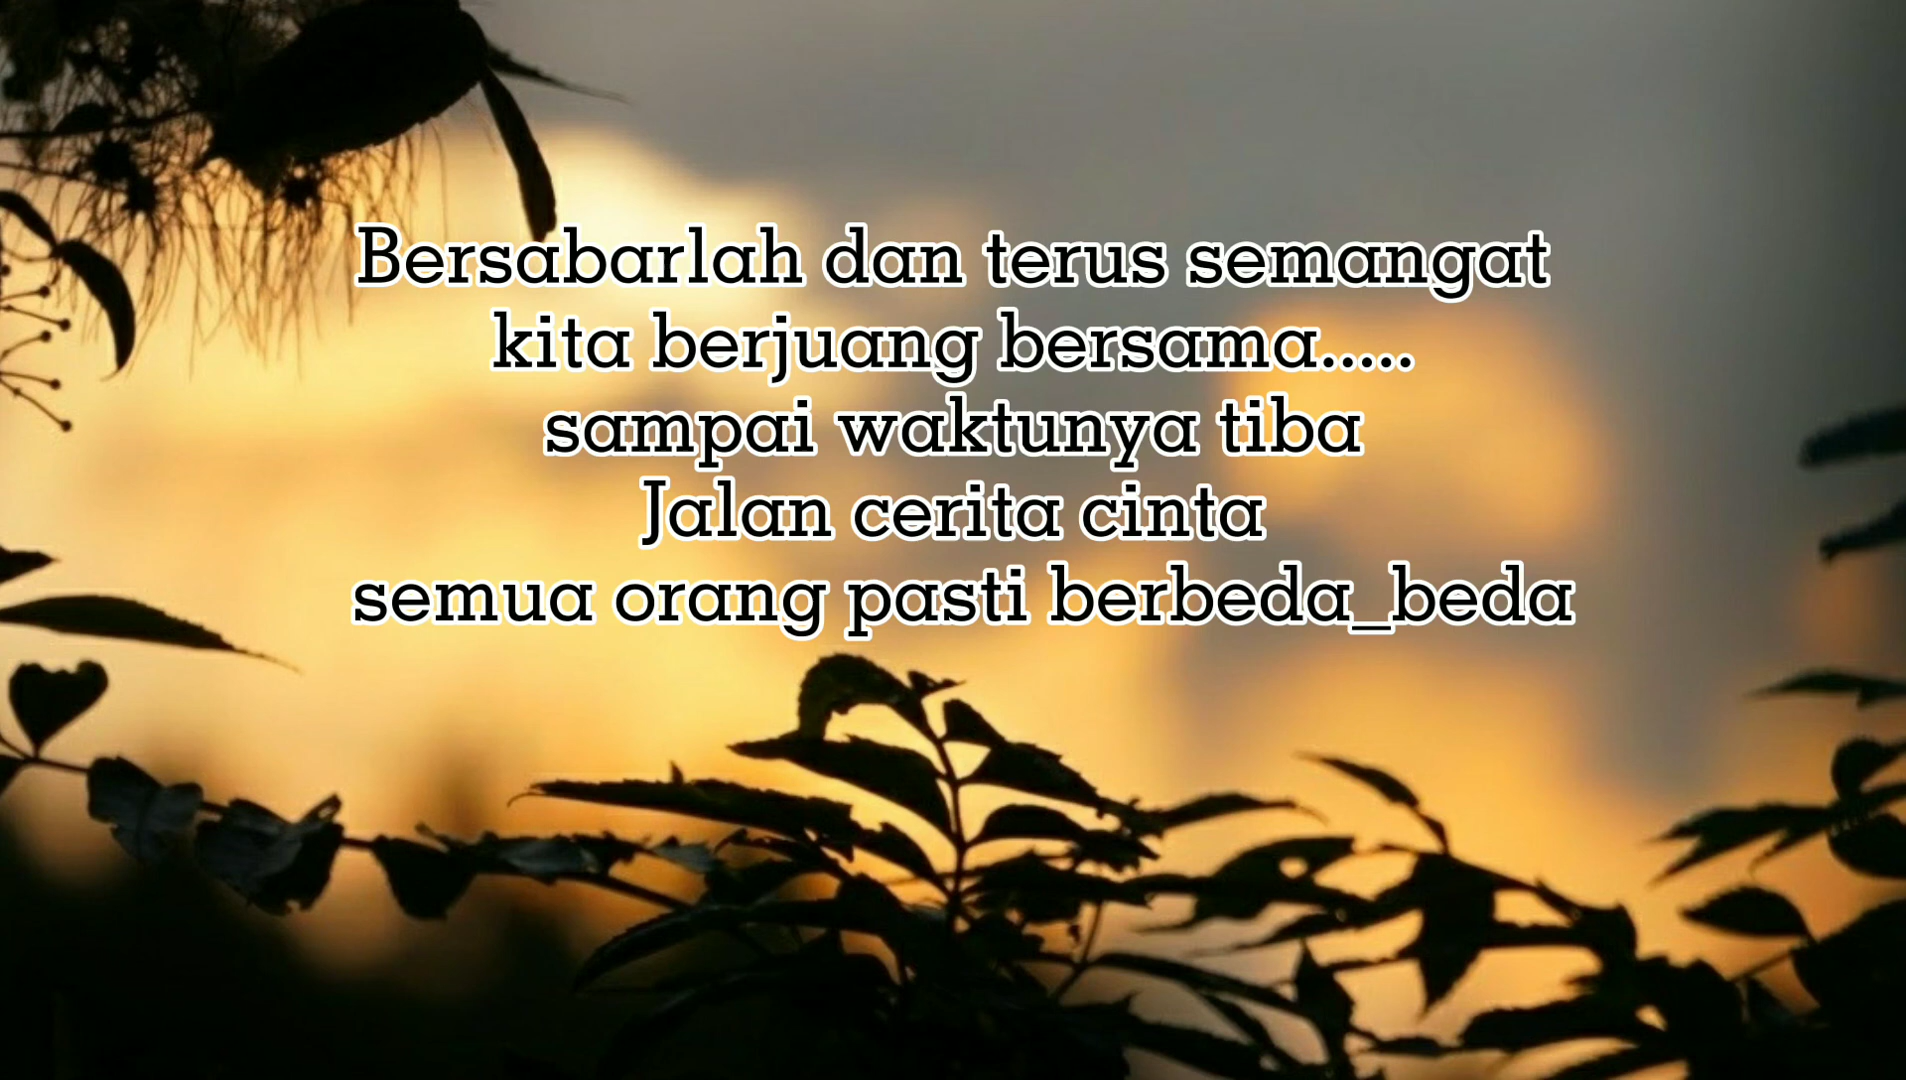 Bersabarlah dan terus semangat
kita berjuang bersama.....
sampai waktunya tiba
Jalan cerita cinta
semua orang pasti berbeda_beda